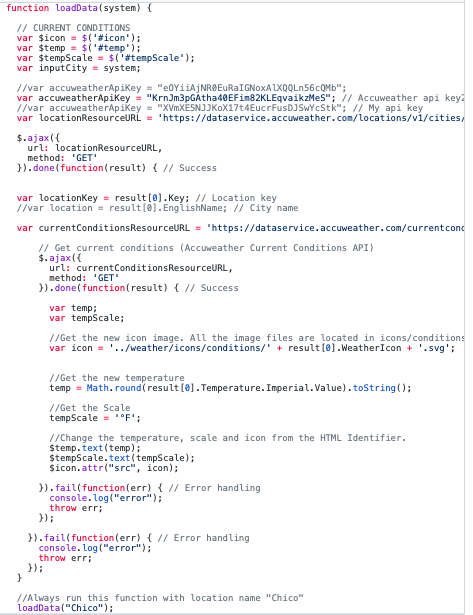 function loadData(system) {
// CURRENT CONDITIONS
var $icon = $('#icon');
var $temp = $('#temp');
var $tempScale = $('#tempScale');
var inputCity = system;
//var accuweatherApiKey = "eOYiiAjNR0EuRaIGNoxAlXQQLn56cQMb";
var accuweatherApiKey = "KrnJm3pGAtha40EFim82KLEqvaikzMeS"; // Accuweather api key2
//var accuweatherApiKey = "XVmXE5NJJKoX17t4EucrFusDJSwYcStk"; // My api key
var locationResourceURL = 'https://dataservice.accuweather.com/locations/v1/cities/
$.ajax({
url: locationResourceURL,
method: 'GET'
}).done(function(result) { // Success
var locationKey = result[0].Key; // Location key
//var location = result[0].EnglishName; // City name
var currentConditionsResourceURL = 'https://dataservice.accuweather.com/currentcond
// Get current conditions (Accuweather Current Conditions API)
$.ajax({
url: currentConditionsResourceURL,
method: 'GET'
}).done(function(result) { // Success
var temp;
var tempScale;
//Get the new icon image. All the image files are located in icons/conditions
var icon = '../weather/icons/conditions/' + result[0].WeatherIcon + '.svg';
//Get the new temperature
temp = Math.round(result[0].Temperature.Imperial.Value).toString();
//Get the Scale
tempScale = '°F';
//Change the temperature, scale and icon from the HTML Identifier.
$temp.text(temp);
$tempScale.text(tempScale);
$icon.attr("src", icon);
}).fail(function(err) { // Error handling
console.log("error");
throw err;
});
}).fail(function(err) { // Error handling
console.log("error");
throw err;
});
}
//Always run this function with location name "Chico"
loadData("Chico");